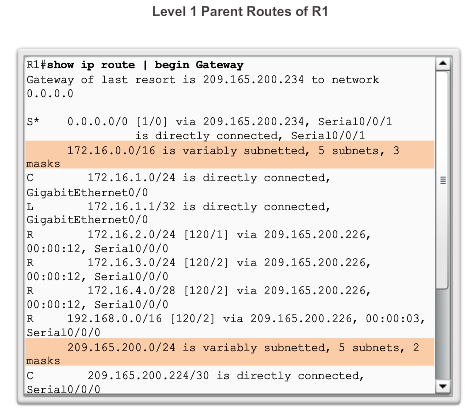 Level 1 Parent Routes of R1
R1#show ip route | begin Gateway
Gateway of last resort is 209.165.200.234 to network
0.0.0.0
S* 0.0.0.0/0 [1/0] via 209.165.200.234, Serial0/0/1
is directly connected, Serial0/0/1
172.16.0.0/16 is variably subnetted, 5 subnets, 3
masks
C 172.16.1.0/24 is directly connected,
GigabitEthernet0/0
L 172.16.1.1/32 is directly connected,
GigabitEthernet0/0
R 172.16.2.0/24 [120/1] via 209.165.200.226,
00:00:12, Serial0/0/0
R 172.16.3.0/24 [120/2] via 209.165.200.226,
00:00:12, Serial0/0/0
R 172.16.4.0/28 [120/2] via 209.165.200.226,
00:00:12, Serial0/0/0
R 192.168.0.0/16 [120/2] via 209.165.200.226, 00:00:03,
Serial0/0/0
209.165.200.0/24 is variably subnetted, 5 subnets, 2
masks
C 209.165.200.224/30 is directly connected,
Serial0/0/0